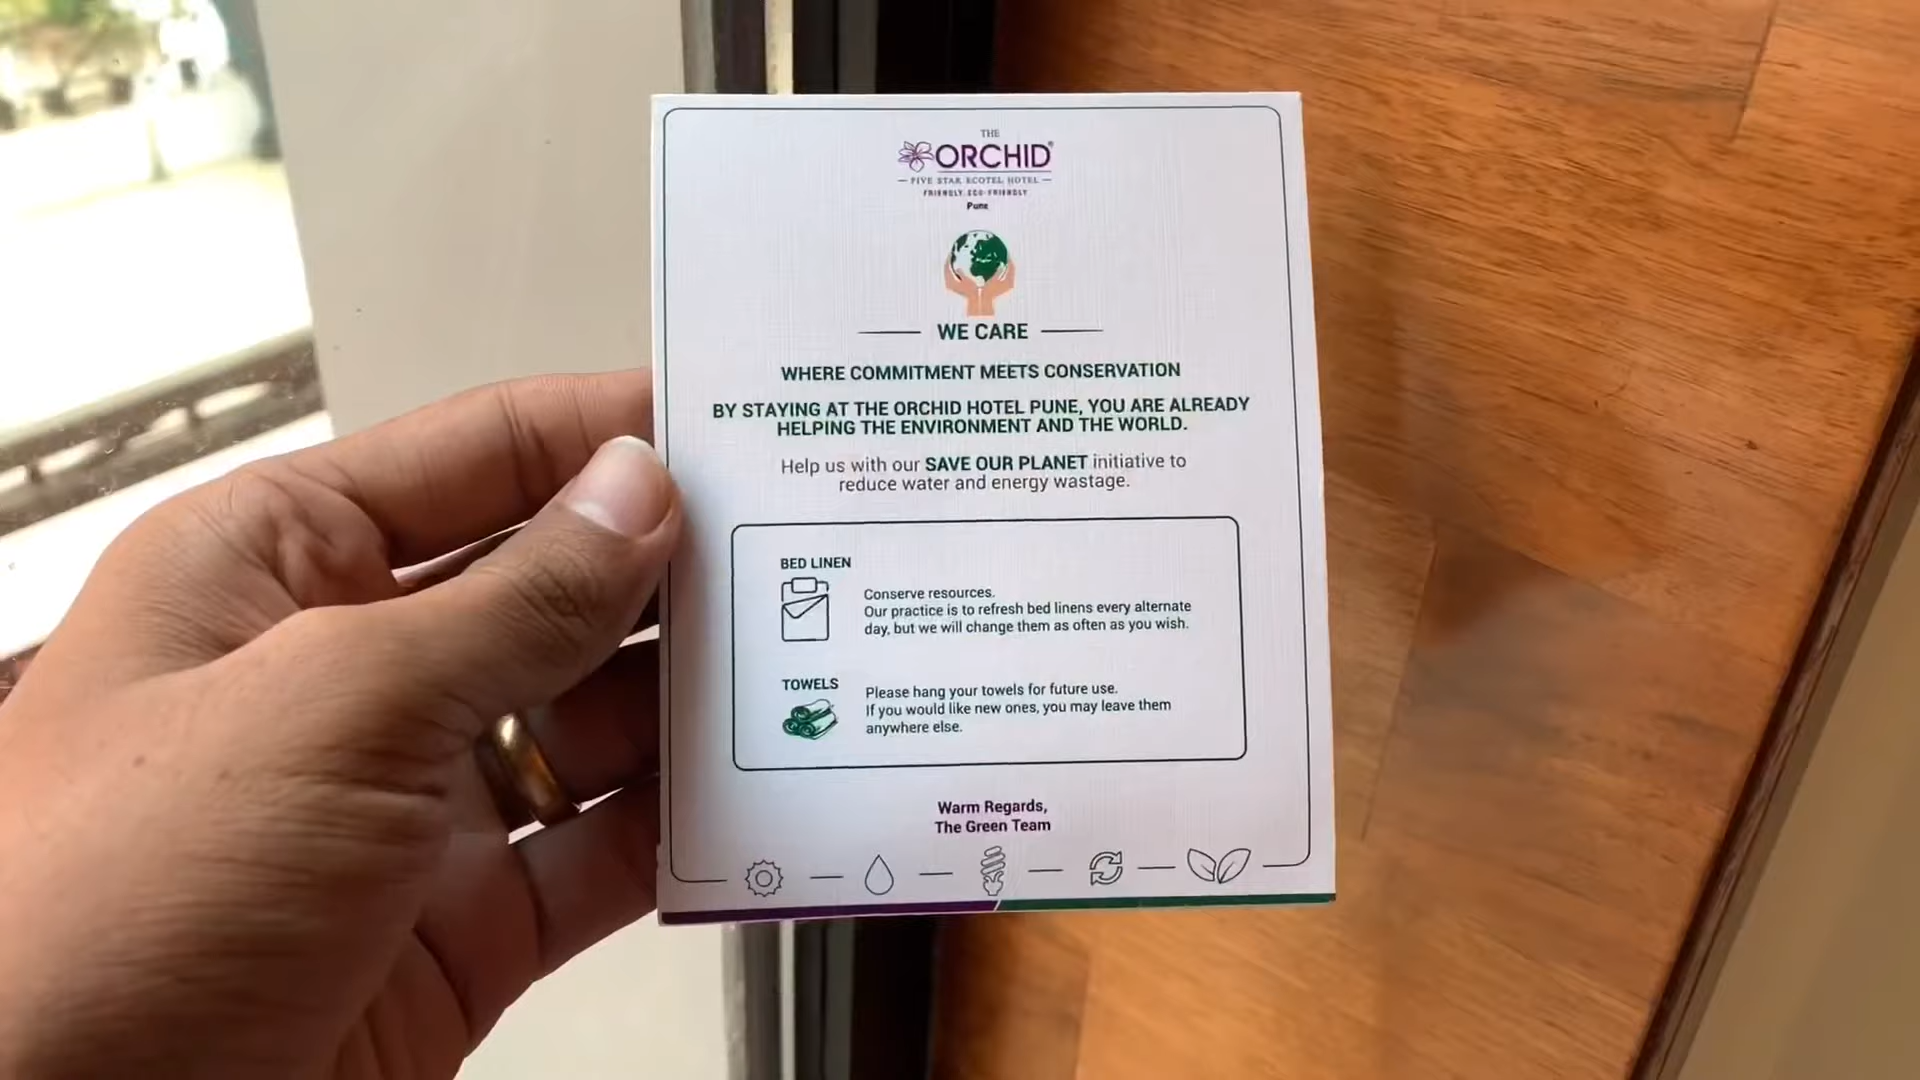 THE
ORCHID®
FIVE STAR ECOTEL HOTEL
FRIENDLY. ECO-FRIENDLY
Pune
WE CARE
WHERE COMMITMENT MEETS CONSERVATION
BY STAYING AT THE ORCHID HOTEL PUNE, YOU ARE ALREADY
HELPING THE ENVIRONMENT AND THE WORLD.
Help us with our SAVE OUR PLANET initiative to
reduce water and energy wastage.
BED LINEN
Conserve resources.
Our practice is to refresh bed linens every alternate
day, but we will change them as often as you wish.
TOWELS
Please hang your towels for future use.
If you would like new ones, you may leave them
anywhere else.
Warm Regards,
The Green Team